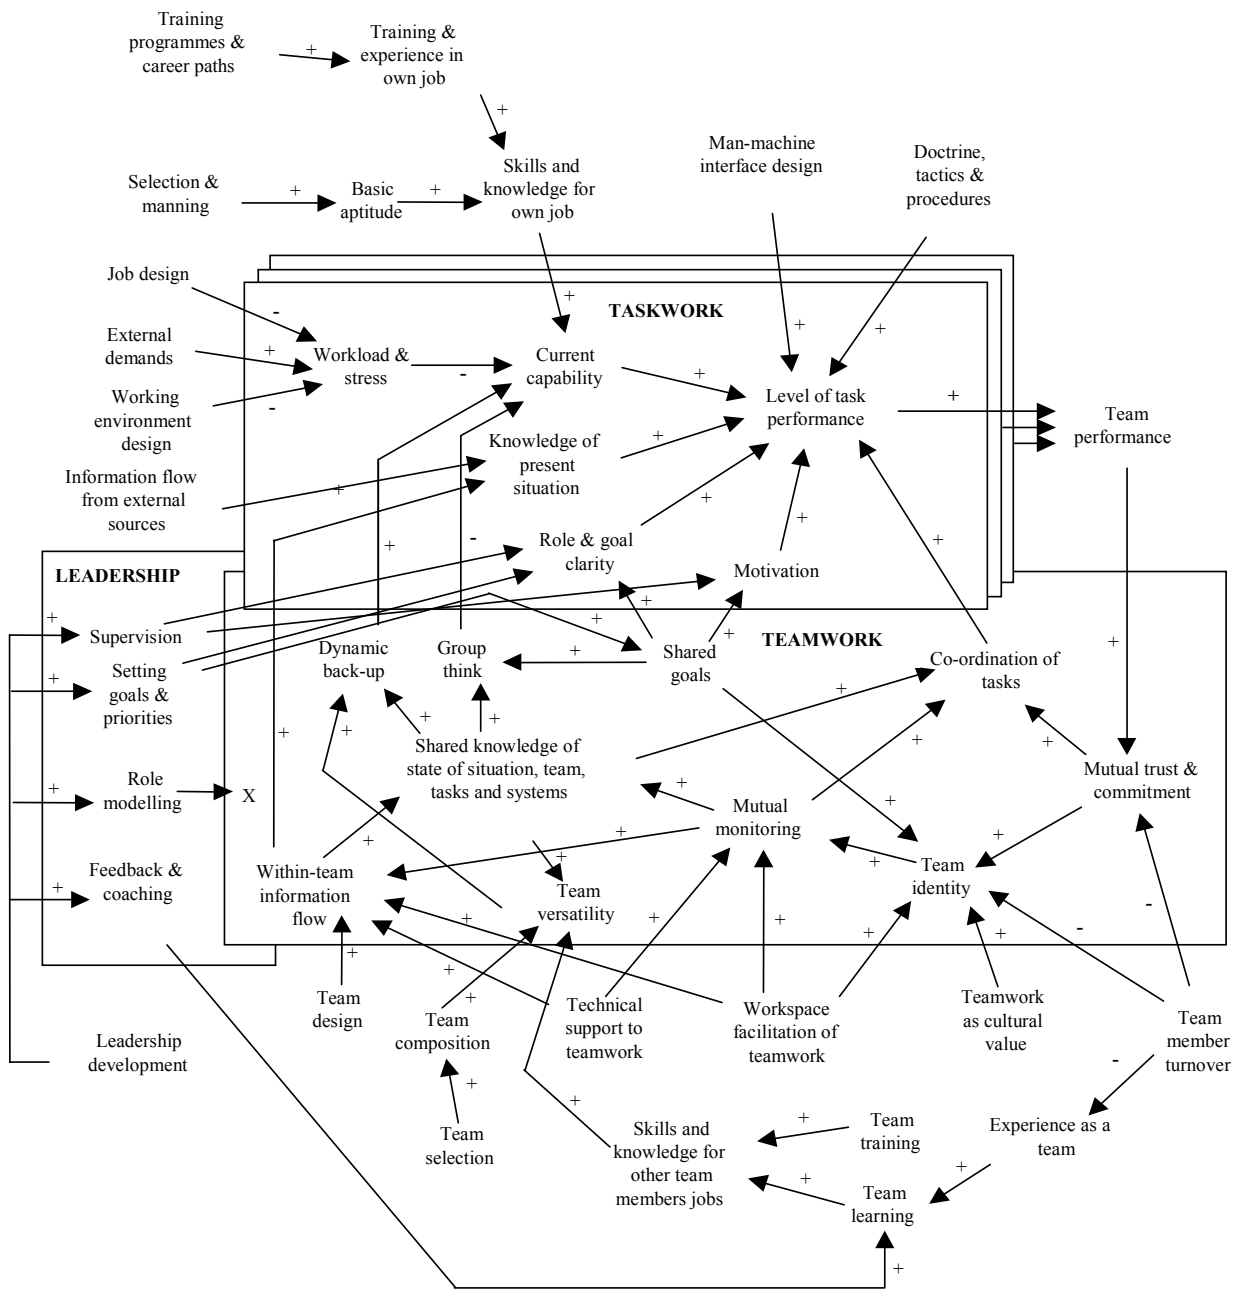 Training
programmes &
career paths
+
Training &
experience in
own job
+
Selection &
manning
+
Basic
aptitude
+
Skills and
knowledge for
own job
Man-machine
interface design
Doctrine,
tactics &
procedures
Job design
-
External
demands
+
Working
environment
design
-
Information flow
from external
sources
+
TASKWORK
+
+
+
Workload &
stress
-
Current
capability
+
Level of task
performance
+
Team
performance
Knowledge of
present
situation
+
+
-
Role & goal
clarity
+
Motivation
+
+
+
LEADERSHIP
+
Supervision
+
Setting
goals &
priorities
+
Role
modelling
X
+
Feedback &
coaching
TEAMWORK
Dynamic
back-up
Group
think
+
+
+
Shared
goals
+
Co-ordination of
tasks
+
+
+
+
+
Shared knowledge of
state of situation, team,
tasks and systems
+
+
+
+
Mutual trust &
commitment
Mutual
monitoring
+
+
+
+
+
+
Within-team
information
flow
Team
versatility
Team
identity
+
+
+
+
+
-
-
+
+
+
Team
design
Team
composition
Technical
support to
teamwork
Workspace
facilitation of
teamwork
Teamwork
as cultural
value
Team
member
turnover
Leadership
development
+
Team
selection
+
Skills and
knowledge for
other team
members jobs
+
Team
training
-
Experience as a
team
+
+
Team
learning
+